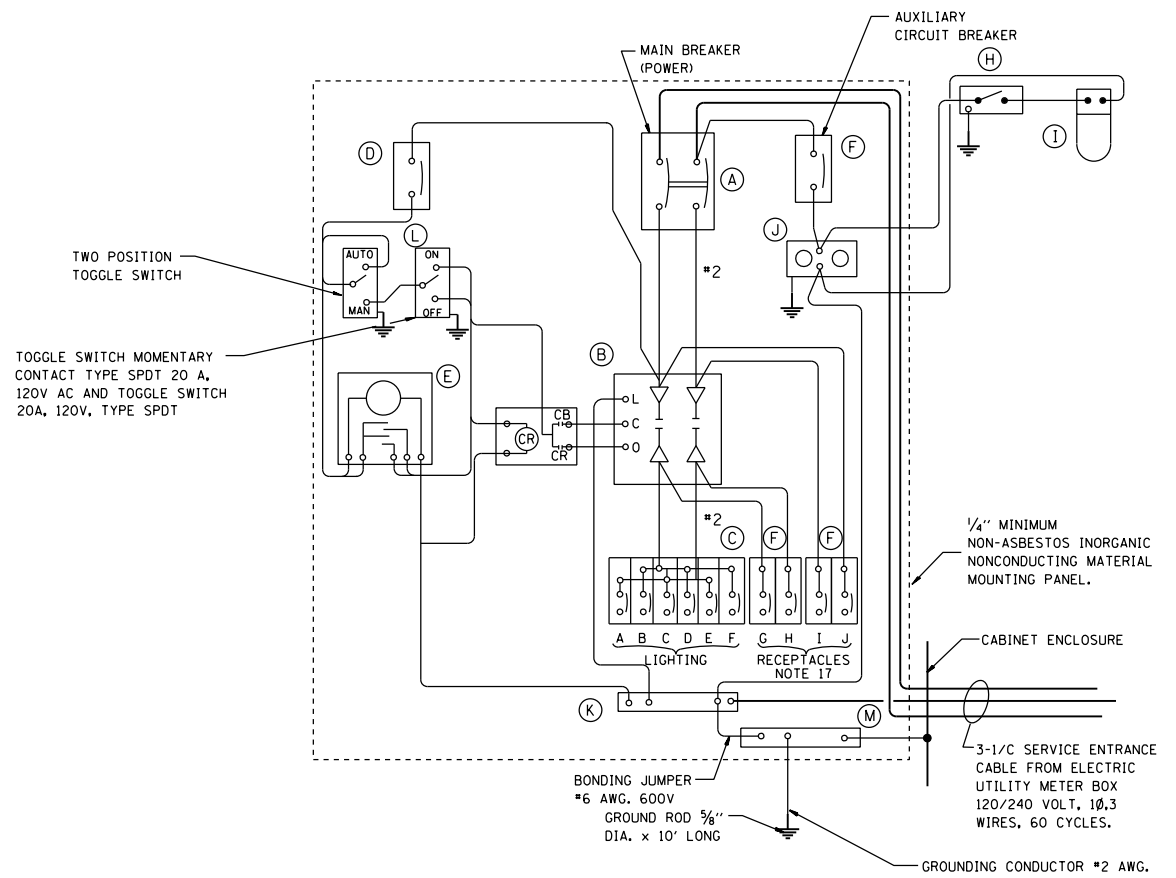 AUXILIARY
CIRCUIT BREAKER
MAIN BREAKER
(POWER)
H
I
D
F
A
L
J
TWO POSITION
TOGGLE SWITCH
AUTO
MAN
ON
OFF
#2
TOGGLE SWITCH MOMENTARY
CONTACT TYPE SPDT 20 A,
120V AC AND TOGGLE SWITCH
20A, 120V, TYPE SPDT
E
B
L
C
O
CB
CR
CR
#2
C
F
F
1/4" MINIMUM
NON-ASBESTOS INORGANIC
NONCONDUCTING MATERIAL
MOUNTING PANEL.
A B C D E F G H I J
LIGHTING
RECEPTACLES
NOTE 17
CABINET ENCLOSURE
K
M
3-1/C SERVICE ENTRANCE
CABLE FROM ELECTRIC
UTILITY METER BOX
120/240 VOLT, 1Ø,3
WIRES, 60 CYCLES.
BONDING JUMPER
#6 AWG. 600V
GROUND ROD 5/8"
DIA. x 10' LONG
GROUNDING CONDUCTOR #2 AWG.